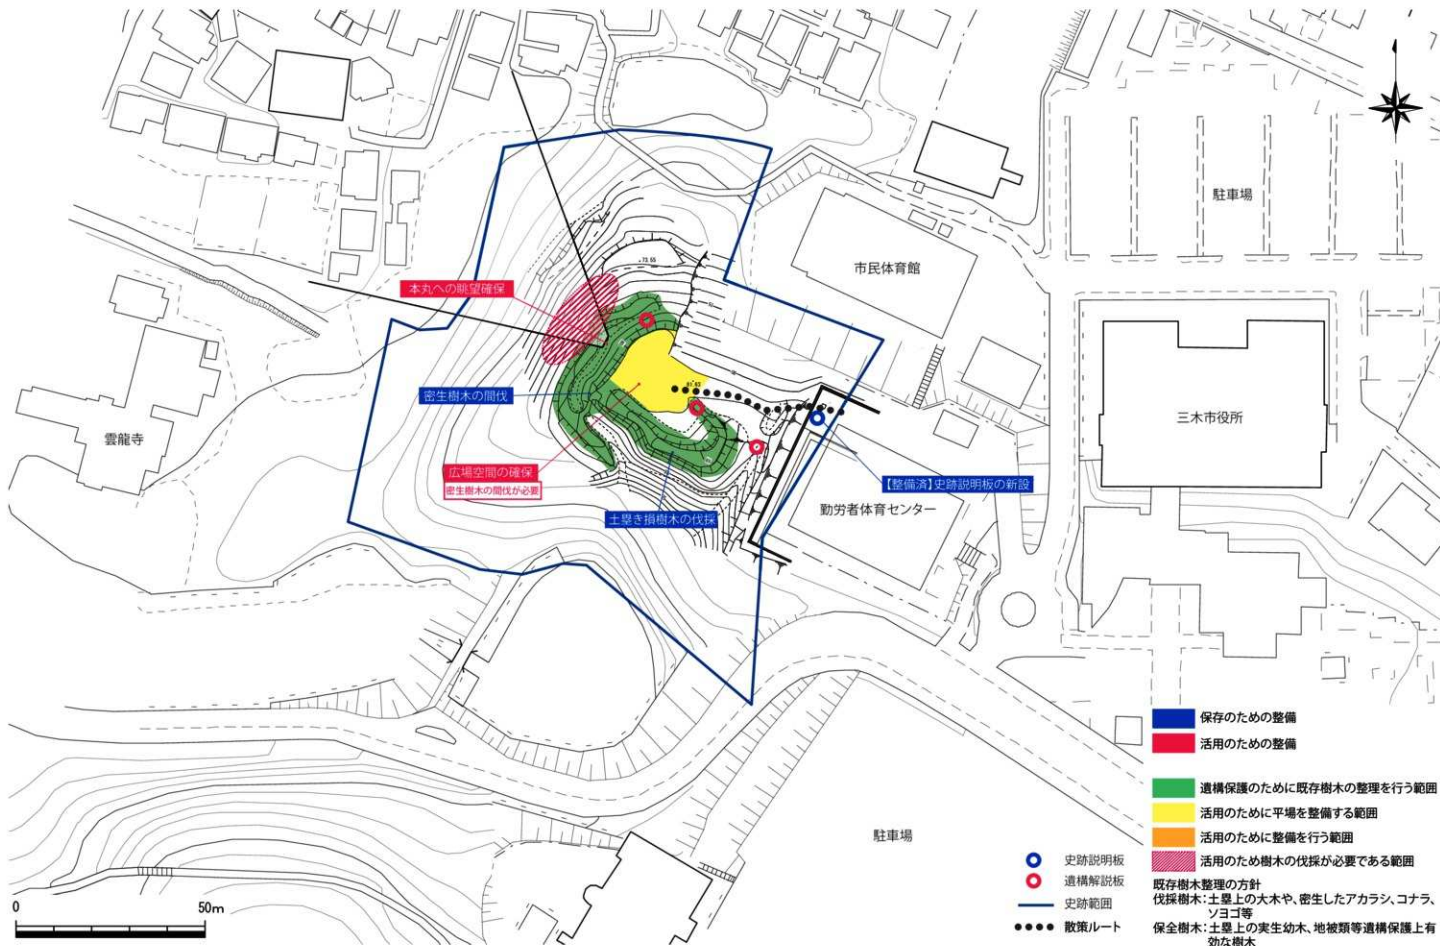 駐車場
市民体育館
73.55
本丸への眺望確保
密生樹木の間伐
81.63
三木市役所
雲龍寺
広場空間の確保
密生樹木の間伐が必要
【整備済】史跡説明板の新設
土塁き損樹木の伐採
勤労者体育センター
駐車場
保存のための整備
活用のための整備
遺構保護のために既存樹木の整理を行う範囲
活用のために平場を整備する範囲
活用のために整備を行う範囲
活用のため樹木の伐採が必要である範囲
史跡説明板
遺構解説板
史跡範囲
散策ルート
既存樹木整理の方針
伐採樹木：土塁上の大木や、密生したアカラシ、コナラ、
ソヨゴ等
保全樹木：土塁上の実生幼木、地被類等遺構保護上有
効な樹木
0 50m